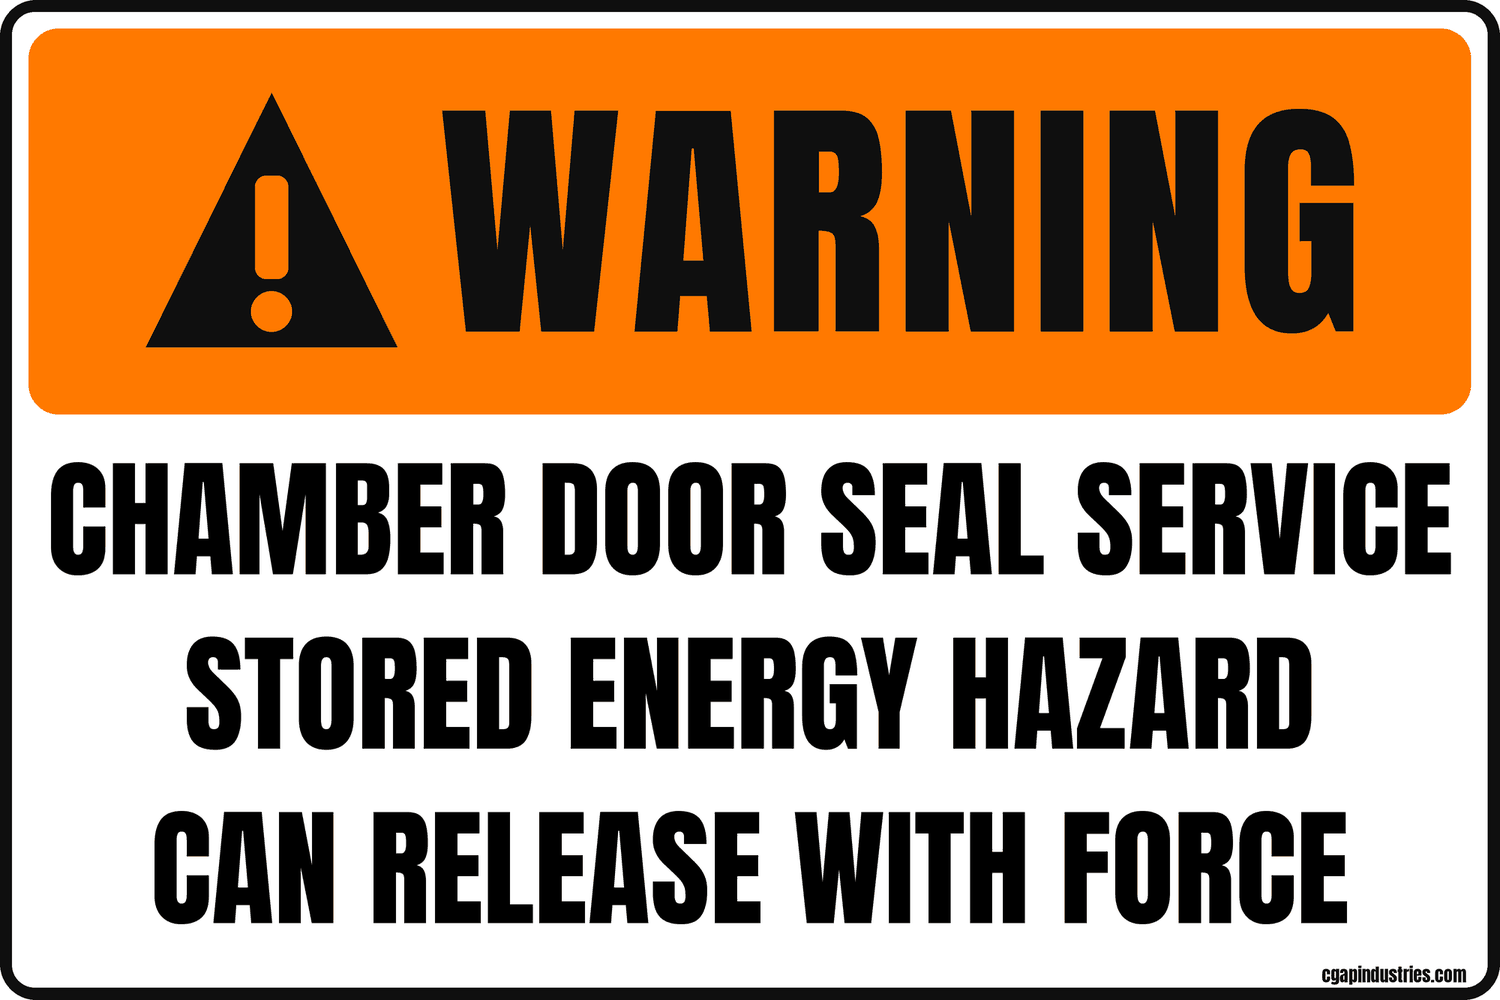 WARNING
CHAMBER DOOR SEAL SERVICE
STORED ENERGY HAZARD
CAN RELEASE WITH FORCE
cgapindustries.com